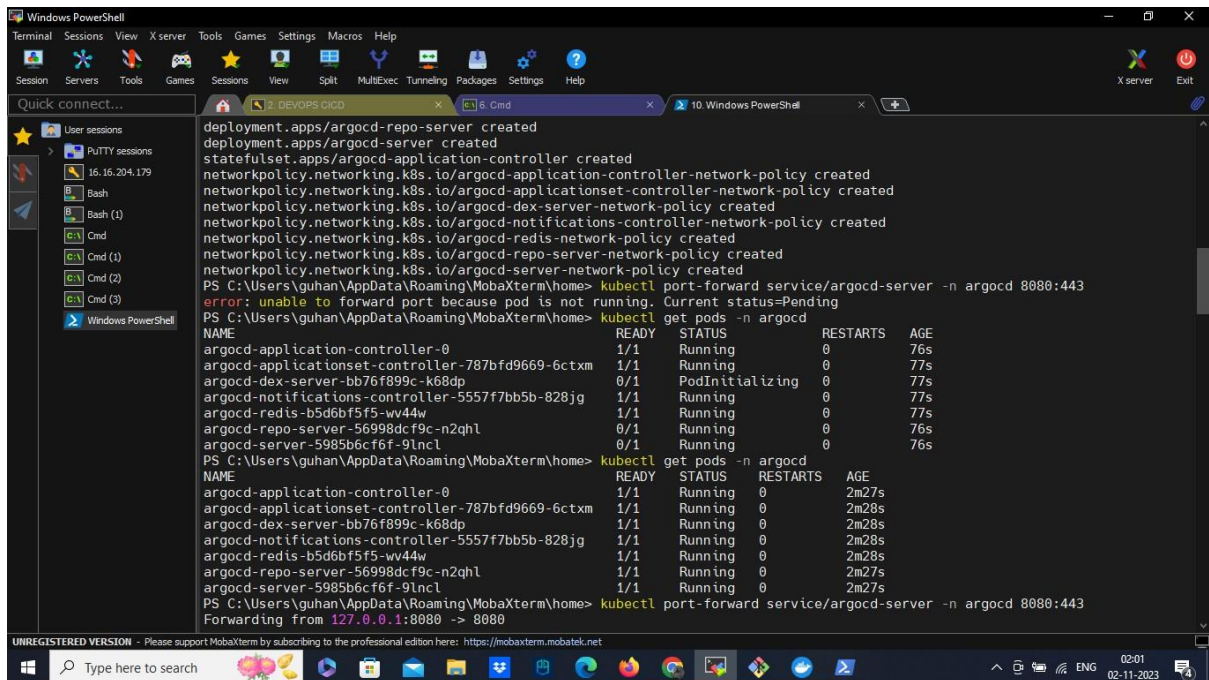 Windows PowerShell
Terminal Sessions View X server Tools Games Settings Macros Help
Session Servers Tools Games Sessions View Split MultiExec Tunneling Packages Settings Help X server Exit
Quick connect... 2. DEVOPS CICD 6. Cmd 10. Windows PowerShell
User sessions
PuTTY sessions
16.16.204.179
Bash
Bash (1)
Cmd
Cmd (1)
Cmd (2)
Cmd (3)
Windows PowerShell
deployment.apps/argocd-repo-server created
deployment.apps/argocd-server created
statefulset.apps/argocd-application-controller created
networkpolicy.networking.k8s.io/argocd-application-controller-network-policy created
networkpolicy.networking.k8s.io/argocd-applicationset-controller-network-policy created
networkpolicy.networking.k8s.io/argocd-dex-server-network-policy created
networkpolicy.networking.k8s.io/argocd-notifications-controller-network-policy created
networkpolicy.networking.k8s.io/argocd-redis-network-policy created
networkpolicy.networking.k8s.io/argocd-repo-server-network-policy created
networkpolicy.networking.k8s.io/argocd-server-network-policy created
PS C:\Users\guhan\AppData\Roaming\MobaXterm\home> kubectl port-forward service/argocd-server -n argocd 8080:443
error: unable to forward port because pod is not running. Current status=Pending
PS C:\Users\guhan\AppData\Roaming\MobaXterm\home> kubectl get pods -n argocd
NAME READY STATUS RESTARTS AGE
argocd-application-controller-0 1/1 Running 0 76s
argocd-applicationset-controller-787bfd9669-6ctxm 1/1 Running 0 77s
argocd-dex-server-bb76f899c-k68dp 0/1 PodInitializing 0 77s
argocd-notifications-controller-5557f7bb5b-828jg 1/1 Running 0 77s
argocd-redis-b5d6bf5f5-wv44w 1/1 Running 0 77s
argocd-repo-server-56998dcf9c-n2qhl 0/1 Running 0 76s
argocd-server-5985b6cf6f-9lncl 0/1 Running 0 76s
PS C:\Users\guhan\AppData\Roaming\MobaXterm\home> kubectl get pods -n argocd
NAME READY STATUS RESTARTS AGE
argocd-application-controller-0 1/1 Running 0 2m27s
argocd-applicationset-controller-787bfd9669-6ctxm 1/1 Running 0 2m28s
argocd-dex-server-bb76f899c-k68dp 1/1 Running 0 2m28s
argocd-notifications-controller-5557f7bb5b-828jg 1/1 Running 0 2m28s
argocd-redis-b5d6bf5f5-wv44w 1/1 Running 0 2m28s
argocd-repo-server-56998dcf9c-n2qhl 1/1 Running 0 2m27s
argocd-server-5985b6cf6f-9lncl 1/1 Running 0 2m27s
PS C:\Users\guhan\AppData\Roaming\MobaXterm\home> kubectl port-forward service/argocd-server -n argocd 8080:443
Forwarding from 127.0.0.1:8080 -> 8080
UNREGISTERED VERSION - Please support MobaXterm by subscribing to the professional edition here: https://mobaxterm.mobatek.net
Type here to search ENG 02:01
02-11-2023
4